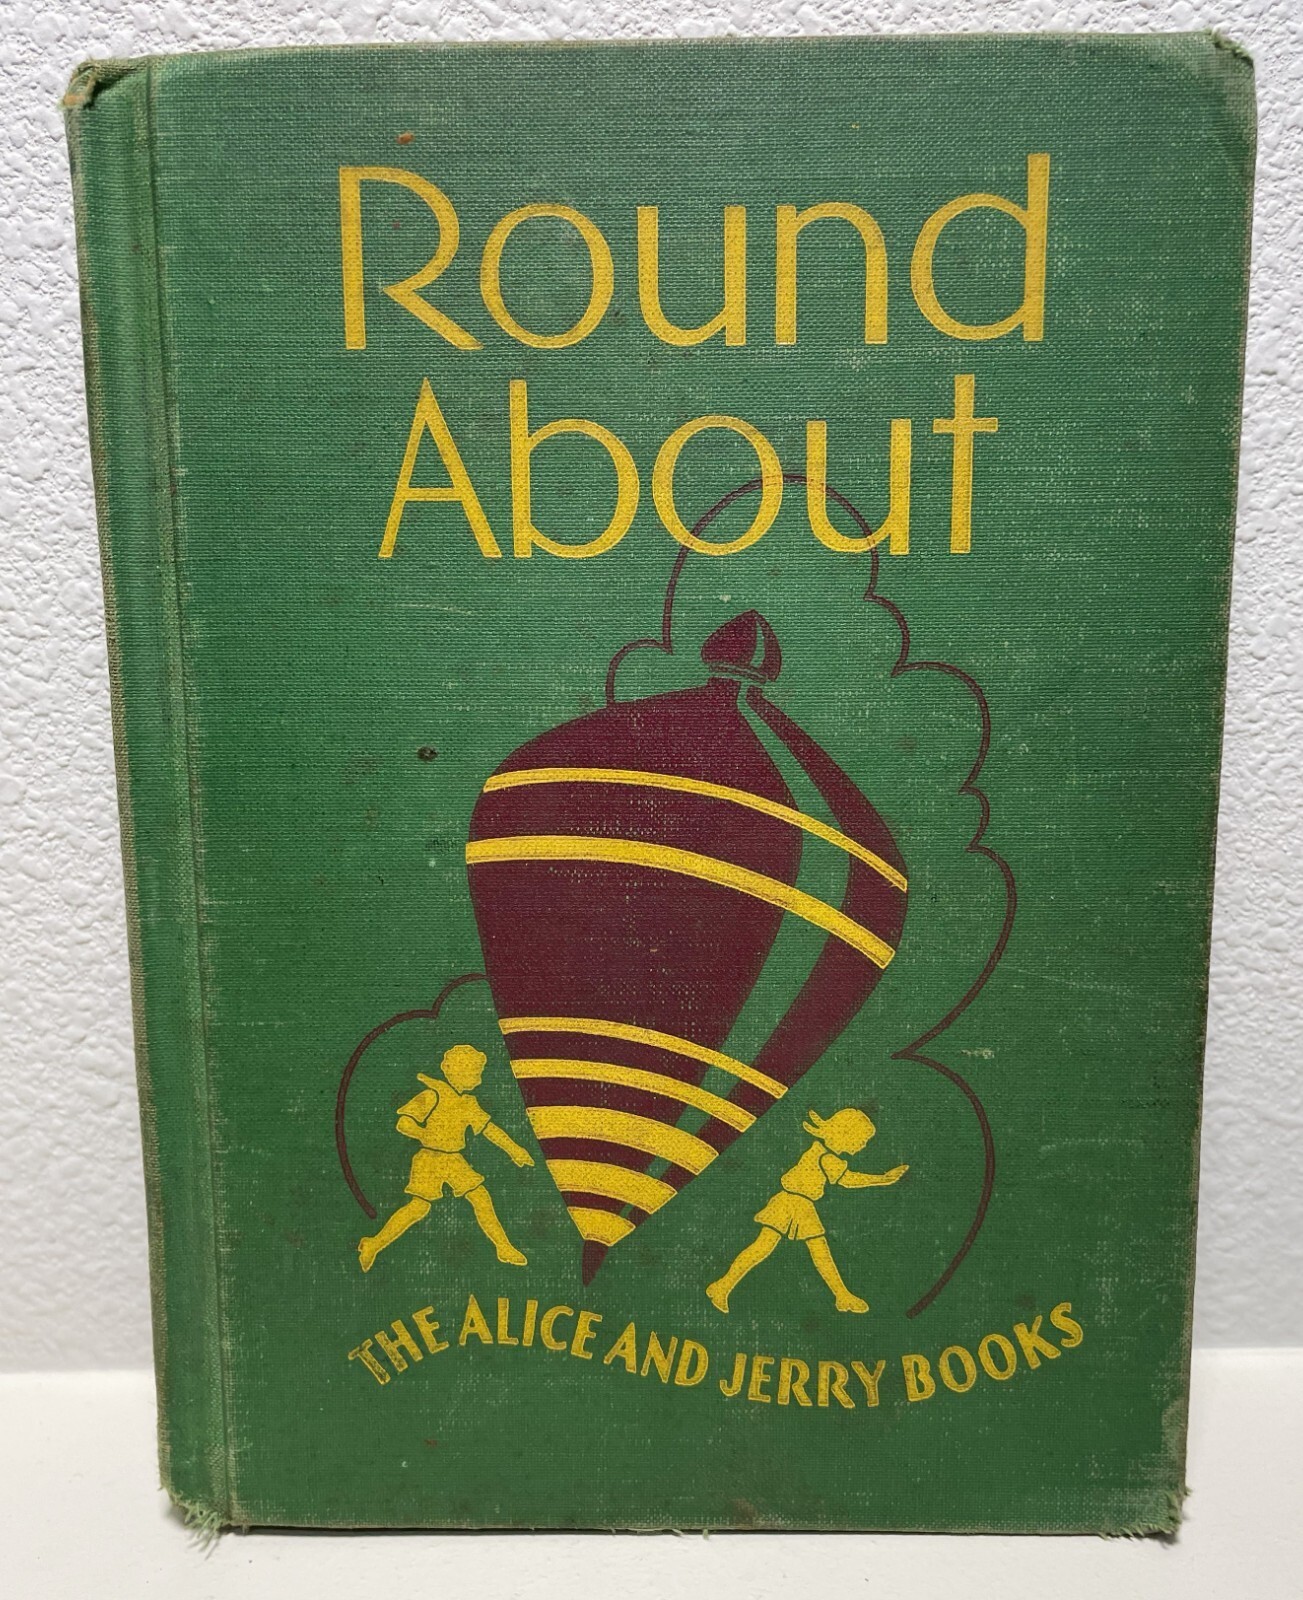 Round
About
THE ALICE AND JERRY BOOKS